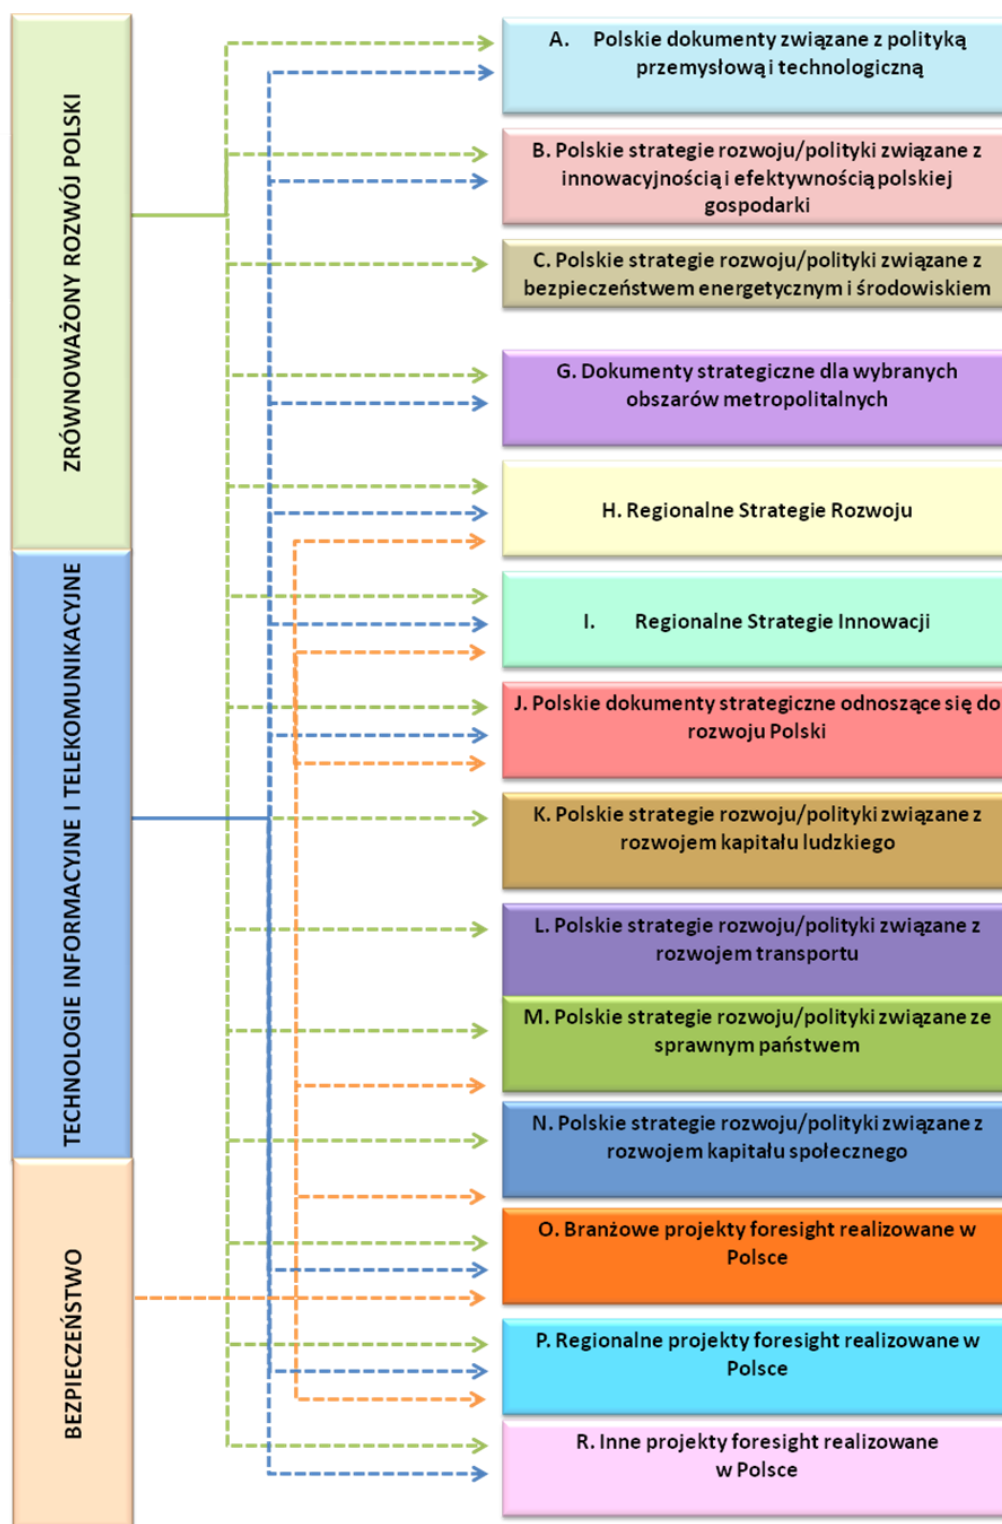 ZRÓWNOWAŻONY ROZWÓJ POLSKI
TECHNOLOGIE INFORMACYJNE I TELEKOMUNIKACYJNE
BEZPIECZEŃSTWO
A. Polskie dokumenty związane z polityką
przemysłową i technologiczną
B. Polskie strategie rozwoju/polityki związane z
innowacyjnością i efektywnością polskiej
gospodarki
C. Polskie strategie rozwoju/polityki związane z
bezpieczeństwem energetycznym i środowiskiem
G. Dokumenty strategiczne dla wybranych
obszarów metropolitalnych
H. Regionalne Strategie Rozwoju
I. Regionalne Strategie Innowacji
J. Polskie dokumenty strategiczne odnoszące się do
rozwoju Polski
K. Polskie strategie rozwoju/polityki związane z
rozwojem kapitału ludzkiego
L. Polskie strategie rozwoju/polityki związane z
rozwojem transportu
M. Polskie strategie rozwoju/polityki związane ze
sprawnym państwem
N. Polskie strategie rozwoju/polityki związane z
rozwojem kapitału społecznego
O. Branżowe projekty foresight realizowane w
Polsce
P. Regionalne projekty foresight realizowane w
Polsce
R. Inne projekty foresight realizowane
w Polsce